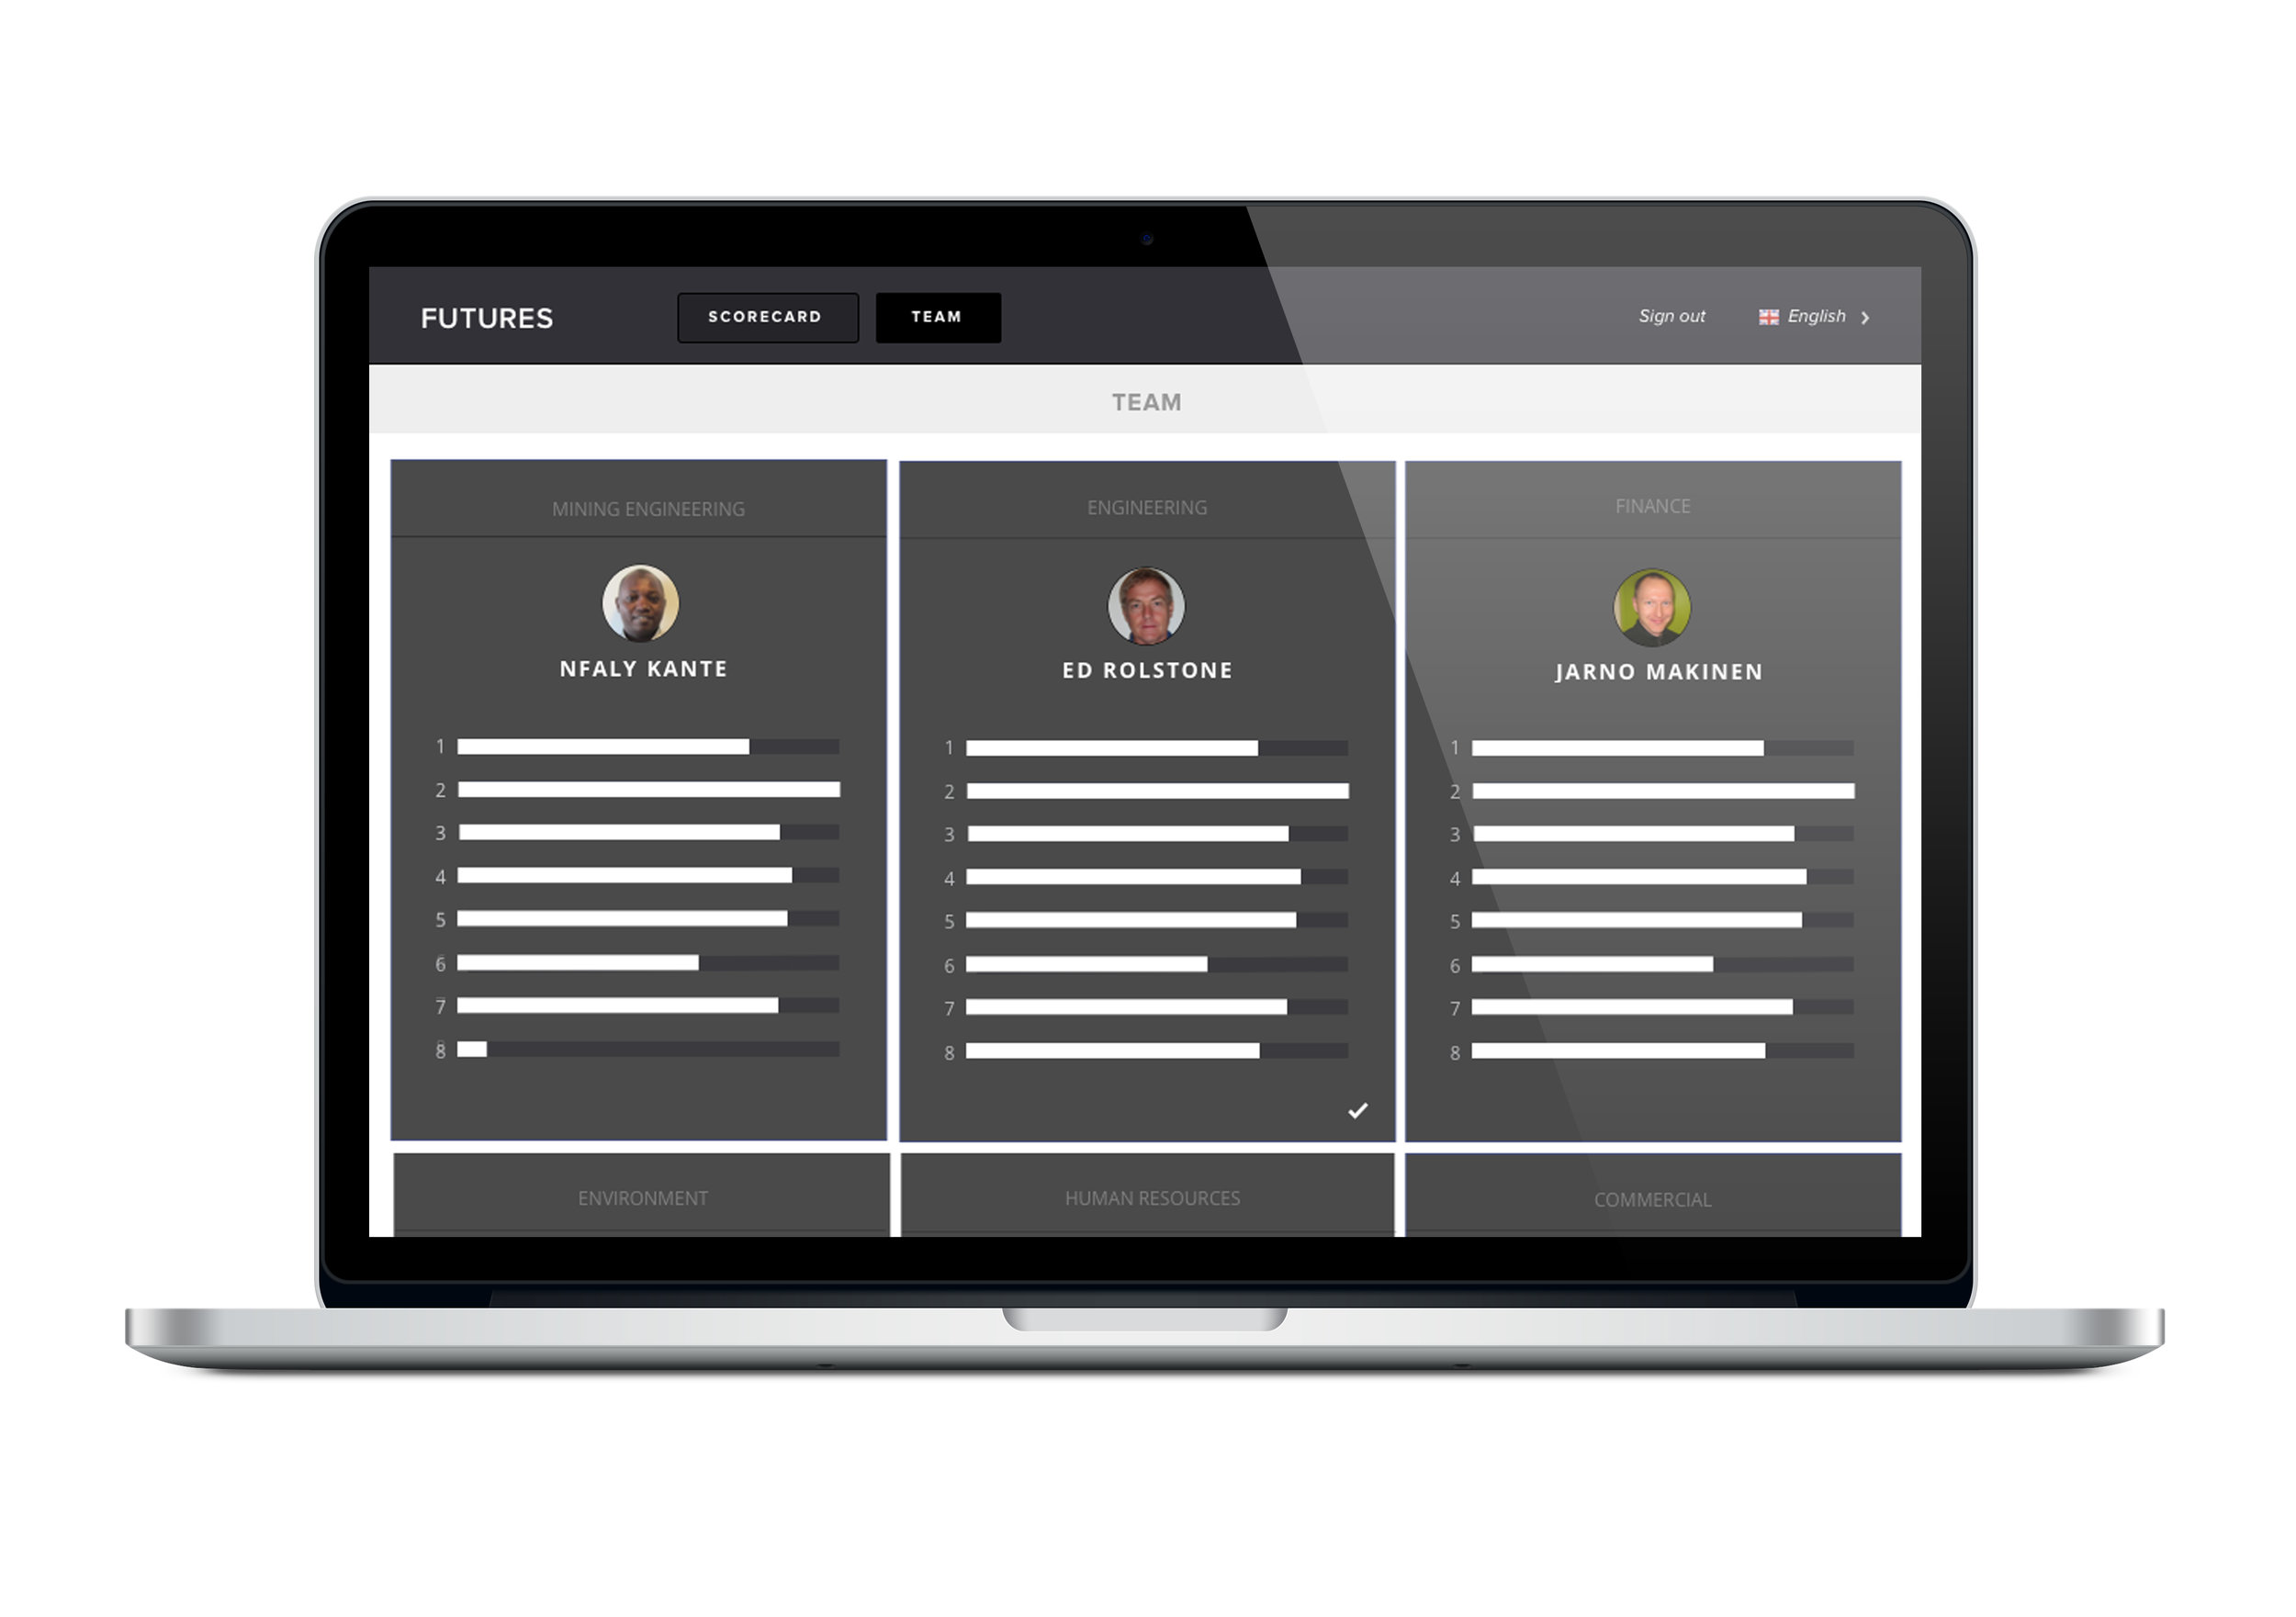 FUTURES
SCORECARD
TEAM
Sign out
English
TEAM
MINING ENGINEERING
NFALY KANTE
1
2
3
4
5
6
7
8
ENGINEERING
ED ROLSTONE
1
2
3
4
5
6
7
8
FINANCE
JARNO MAKINEN
1
2
3
4
5
6
7
8
ENVIRONMENT
HUMAN RESOURCES
COMMERCIAL